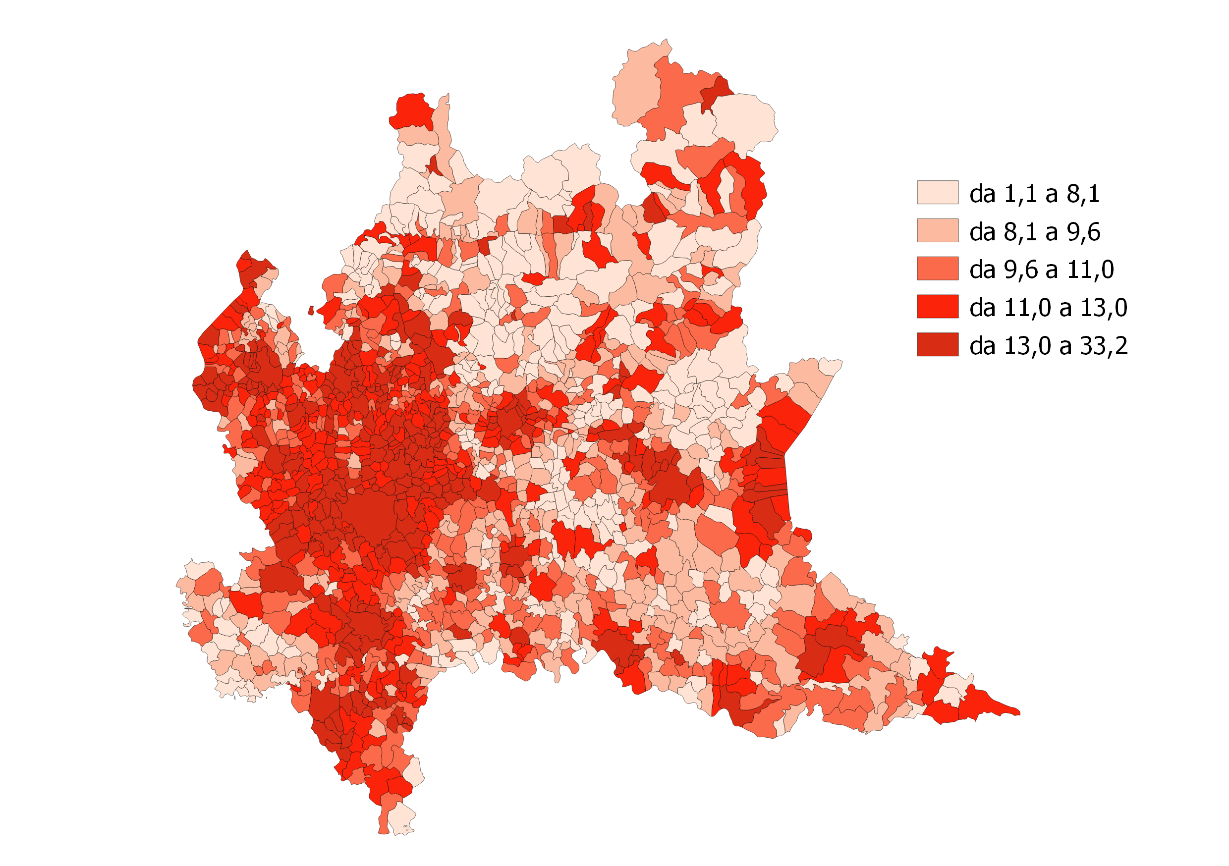 da 1,1 a 8,1
da 8,1 a 9,6
da 9,6 a 11,0
da 11,0 a 13,0
da 13,0 a 33,2